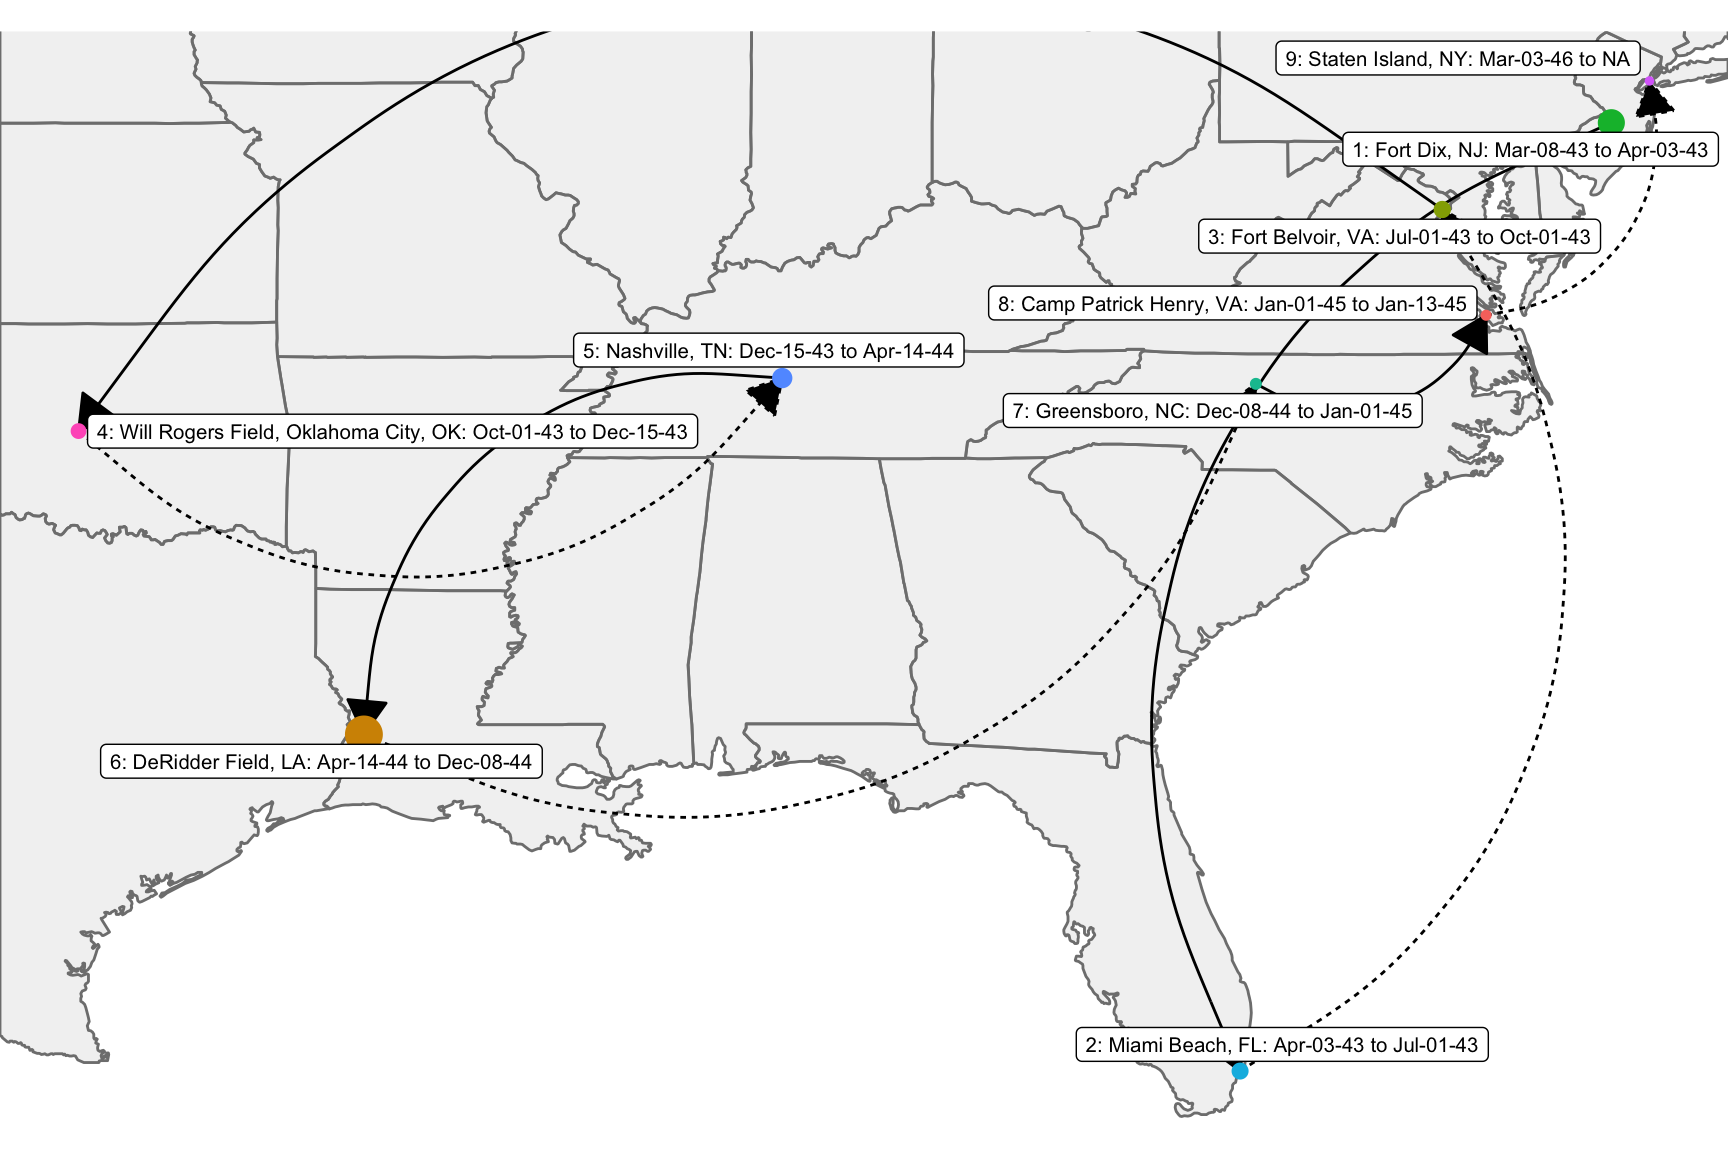 9: Staten Island, NY: Mar-03-46 to NA
1: Fort Dix, NJ: Mar-08-43 to Apr-03-43
3: Fort Belvoir, VA: Jul-01-43 to Oct-01-43
8: Camp Patrick Henry, VA: Jan-01-45 to Jan-13-45
5: Nashville, TN: Dec-15-43 to Apr-14-44
7: Greensboro, NC: Dec-08-44 to Jan-01-45
4: Will Rogers Field, Oklahoma City, OK: Oct-01-43 to Dec-15-43
6: DeRidder Field, LA: Apr-14-44 to Dec-08-44
2: Miami Beach, FL: Apr-03-43 to Jul-01-43